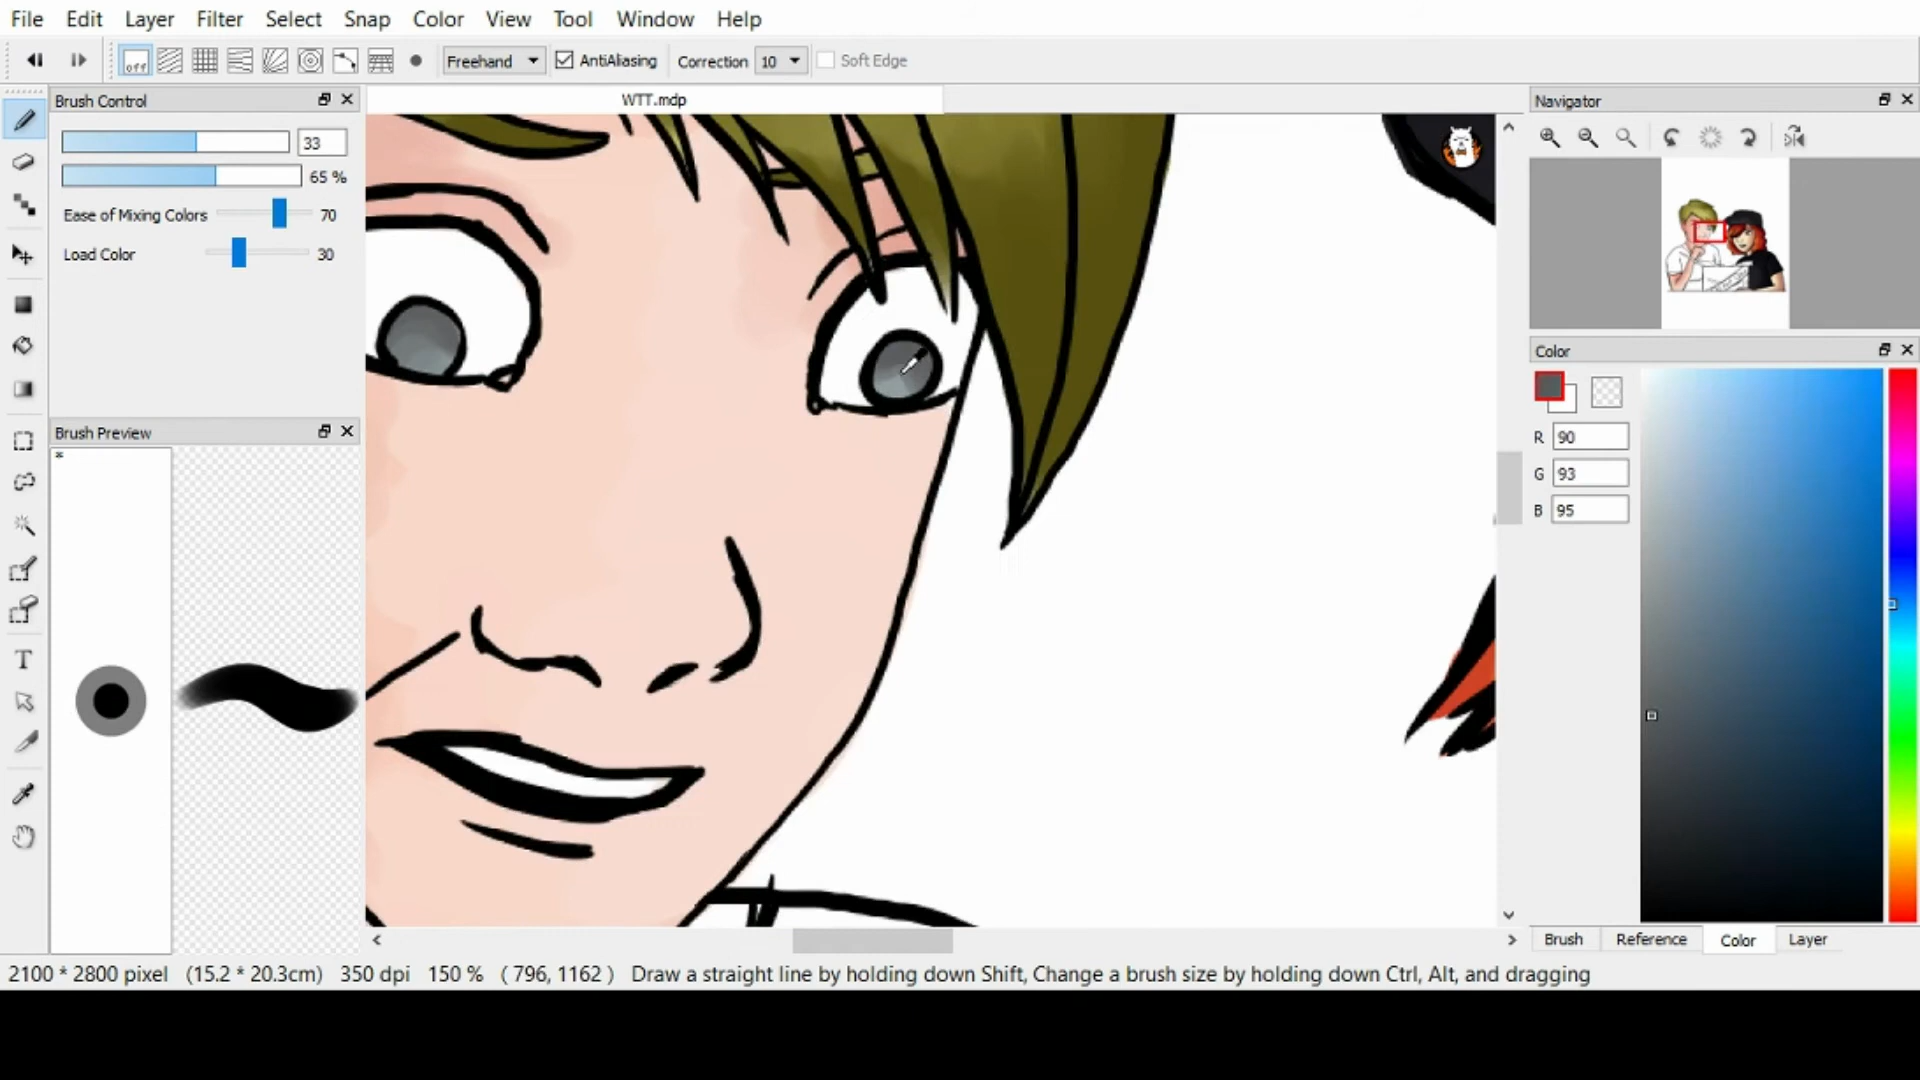 File Edit Layer Filter Select Snap Color View Tool Window Help
off Freehand AntiAliasing Correction 10 Soft Edge
Brush Control
WTT.mdp
Navigator
33
65 %
Ease of Mixing Colors 70
Load Color 30
Color
R 90
G 93
B 95
Brush Preview
*
T
Brush Reference Color Layer
2100 * 2800 pixel (15.2 * 20.3cm) 350 dpi 150 % ( 796, 1162 ) Draw a straight line by holding down Shift, Change a brush size by holding down Ctrl, Alt, and dragging